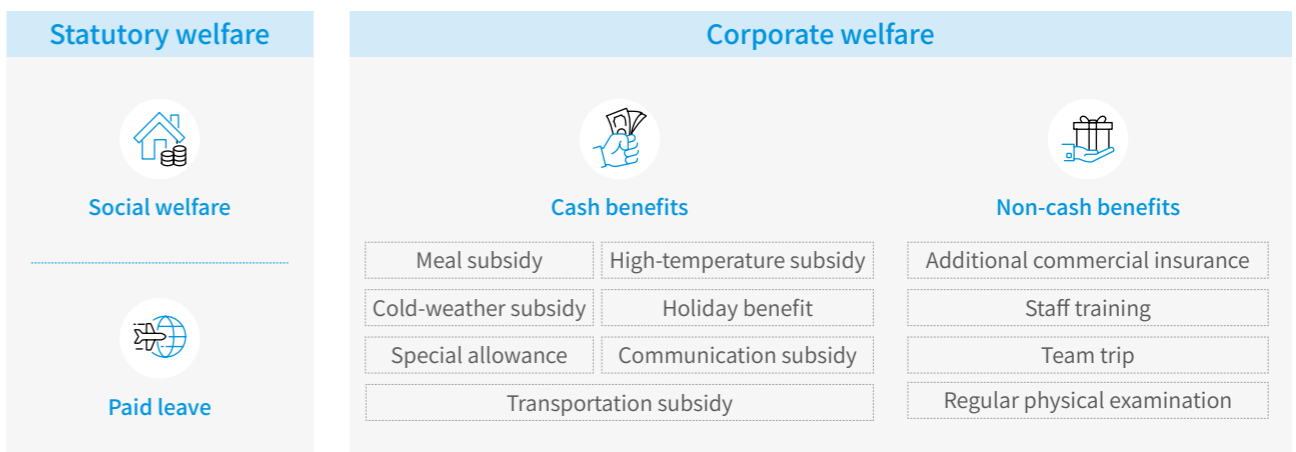 Statutory welfare
Social welfare
Paid leave
Corporate welfare
Cash benefits
Meal subsidy
High-temperature subsidy
Cold-weather subsidy
Holiday benefit
Special allowance
Communication subsidy
Transportation subsidy
Non-cash benefits
Additional commercial insurance
Staff training
Team trip
Regular physical examination